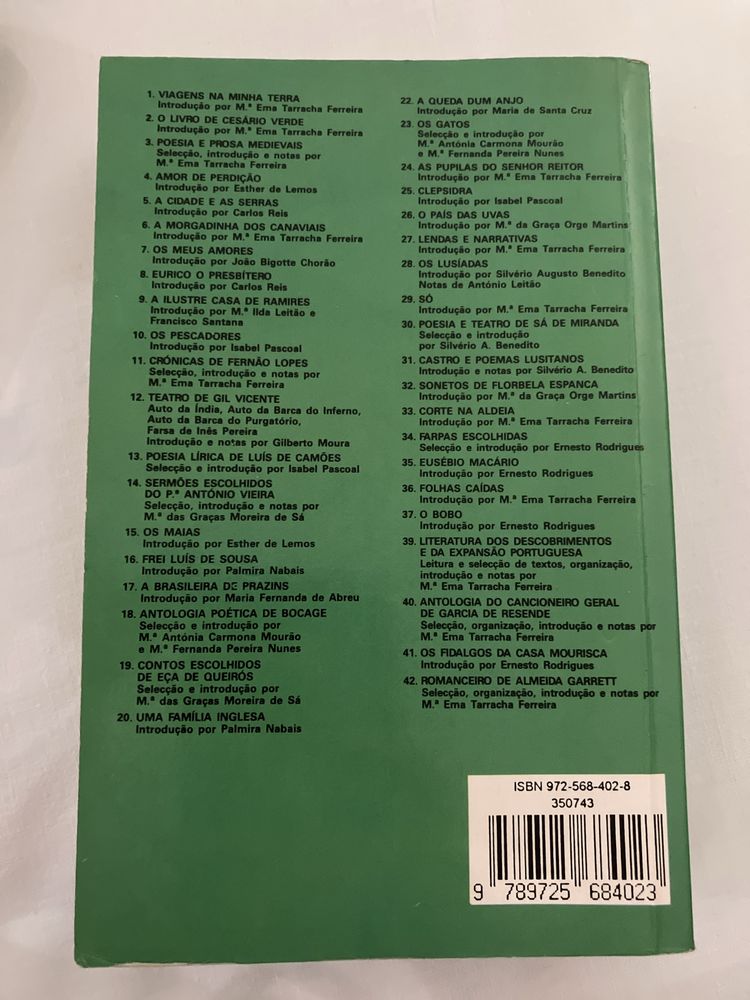 1. VIAGENS NA MINHA TERRA
Introdução por M.ª Ema Tarracha Ferreira
2. O LIVRO DE CESÁRIO VERDE
Introdução por M.ª Ema Tarracha Ferreira
3. POESIA E PROSA MEDIEVAIS
Selecção, introdução e notas por
M.ª Ema Tarracha Ferreira
4. AMOR DE PERDIÇÃO
Introdução por Esther de Lemos
5. A CIDADE E AS SERRAS
Introdução por Carlos Reis
6. A MORGADINHA DOS CANAVIAIS
Introdução por M.ª Ema Tarracha Ferreira
7. OS MEUS AMORES
Introdução por João Bigotte Chorão
8. EURICO O PRESBÍTERO
Introdução por Carlos Reis
9. A ILUSTRE CASA DE RAMIRES
Introdução por M.ª Ilda Leitão e
Francisco Santana
10. OS PESCADORES
Introdução por Isabel Pascoal
11. CRÓNICAS DE FERNÃO LOPES
Selecção, introdução e notas por
M.ª Ema Tarracha Ferreira
12. TEATRO DE GIL VICENTE
Auto da Índia, Auto da Barca do Inferno,
Auto da Barca do Purgatório,
Farsa de Inês Pereira
Introdução e notas por Gilberto Moura
13. POESIA LÍRICA DE LUÍS DE CAMÕES
Selecção e introdução por Isabel Pascoal
14. SERMÕES ESCOLHIDOS
DO P.ª ANTÓNIO VIEIRA
Selecção, introdução e notas por
M.ª das Graças Moreira de Sá
15. OS MAIAS
Introdução por Esther de Lemos
16. FREI LUÍS DE SOUSA
Introdução por Palmira Nabais
17. A BRASILEIRA DE PRAZINS
Introdução por Maria Fernanda de Abreu
18. ANTOLOGIA POÉTICA DE BOCAGE
Selecção e introdução por
M.ª Antónia Carmona Mourão
e M.ª Fernanda Pereira Nunes
19. CONTOS ESCOLHIDOS
DE EÇA DE QUEIRÓS
Selecção e introdução por
M.ª das Graças Moreira de Sá
20. UMA FAMÍLIA INGLESA
Introdução por Palmira Nabais
22. A QUEDA DUM ANJO
Introdução por Maria de Santa Cruz
23. OS GATOS
Selecção e introdução por
M.ª Antónia Carmona Mourão
e M.ª Fernanda Pereira Nunes
24. AS PUPILAS DO SENHOR REITOR
Introdução por M.ª Ema Tarracha Ferreira
25. CLEPSIDRA
Introdução por Isabel Pascoal
26. O PAÍS DAS UVAS
Introdução por M.ª da Graça Orge Martins
27. LENDAS E NARRATIVAS
Introdução por M.ª Ema Tarracha Ferreira
28. OS LUSÍADAS
Introdução por Silvério Augusto Benedito
Notas de António Leitão
29. SÓ
Introdução por M.ª Ema Tarracha Ferreira
30. POESIA E TEATRO DE SÁ DE MIRANDA
Selecção e introdução
por Silvério A. Benedito
31. CASTRO E POEMAS LUSITANOS
Introdução e notas por Silvério A. Benedito
32. SONETOS DE FLORBELA ESPANCA
Introdução por M.ª da Graça Orge Martins
33. CORTE NA ALDEIA
Introdução por M.ª Ema Tarracha Ferreira
34. FARPAS ESCOLHIDAS
Selecção e introdução por Ernesto Rodrigues
35. EUSÉBIO MACÁRIO
Introdução por Ernesto Rodrigues
36. FOLHAS CAÍDAS
Introdução por M.ª Ema Tarracha Ferreira
37. O BOBO
Introdução por Ernesto Rodrigues
39. LITERATURA DOS DESCOBRIMENTOS
E DA EXPANSÃO PORTUGUESA
Leitura e selecção de textos, organização,
introdução e notas por
M.ª Ema Tarracha Ferreira
40. ANTOLOGIA DO CANCIONEIRO GERAL
DE GARCIA DE RESENDE
Selecção, organização, introdução e notas por
M.ª Ema Tarracha Ferreira
41. OS FIDALGOS DA CASA MOURISCA
Introdução por Ernesto Rodrigues
42. ROMANCEIRO DE ALMEIDA GARRETT
Selecção, organização, introdução e notas por
M.ª Ema Tarracha Ferreira
ISBN 972-568-402-8
350743
9 789725 684023